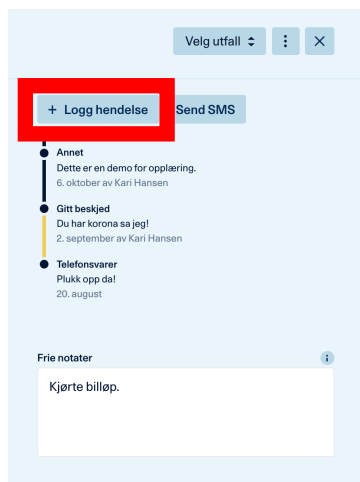 Velg utfall
+ Logg hendelse Send SMS
Annet
Dette er en demo for opplæring.
6. oktober av Kari Hansen
Gitt beskjed
Du har korona sa jeg!
2. september av Kari Hansen
Telefonsvarer
Plukk opp da!
20. august
Frie notater i
Kjørte billøp.